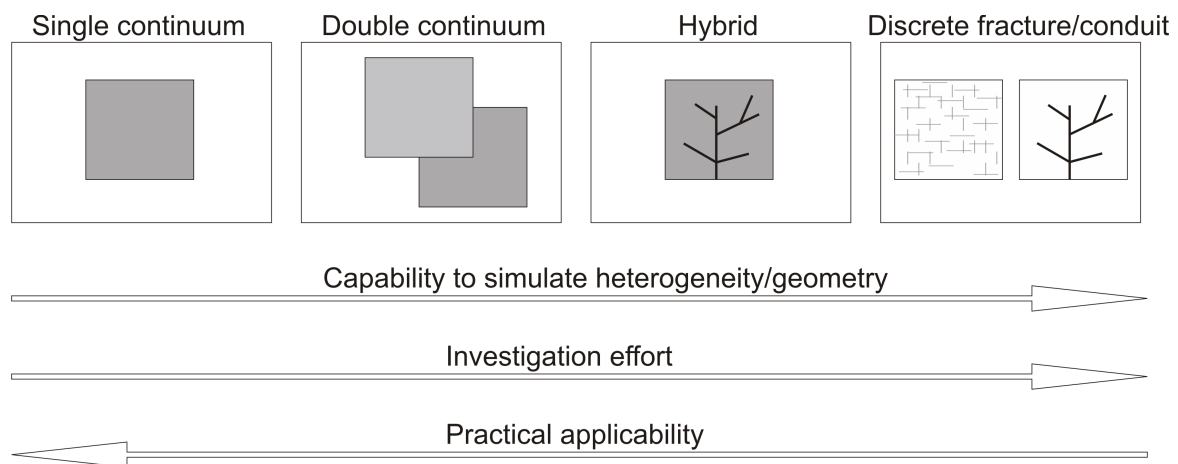 Single continuum
Double continuum
Hybrid
Discrete fracture/conduit
Capability to simulate heterogeneity/geometry
Investigation effort
Practical applicability